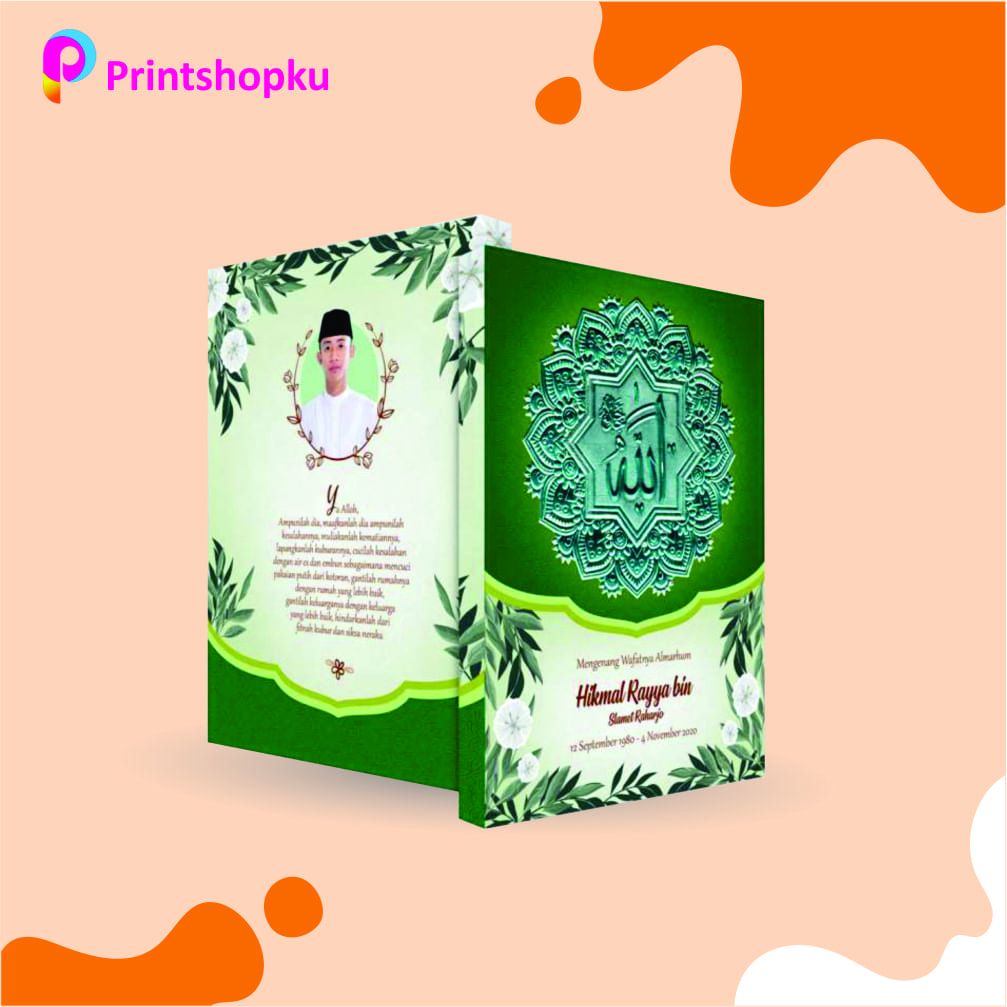 Printshopku
Ya Alloh,
Ampunilah dia, maafkanlah dia ampunilah
kesalahannya, muliakanlah kematiannya,
lapangkanlah kuburannya, cucilah kesalahan
dengan air es dan embun sebagaimana mencuci
pakaian putih dari kotoran, gantilah rumahnya
dengan rumah yang lebih baik,
gantilah keluarganya dengan keluarga
yang lebih baik, hindarkanlah dari
fitnah kubur dan siksa neraka
الله
Mengenang Wafatnya Almarhum
Hikmal Rayya bin
Slamet Raharjo
12 September 1980 - 4 November 2020